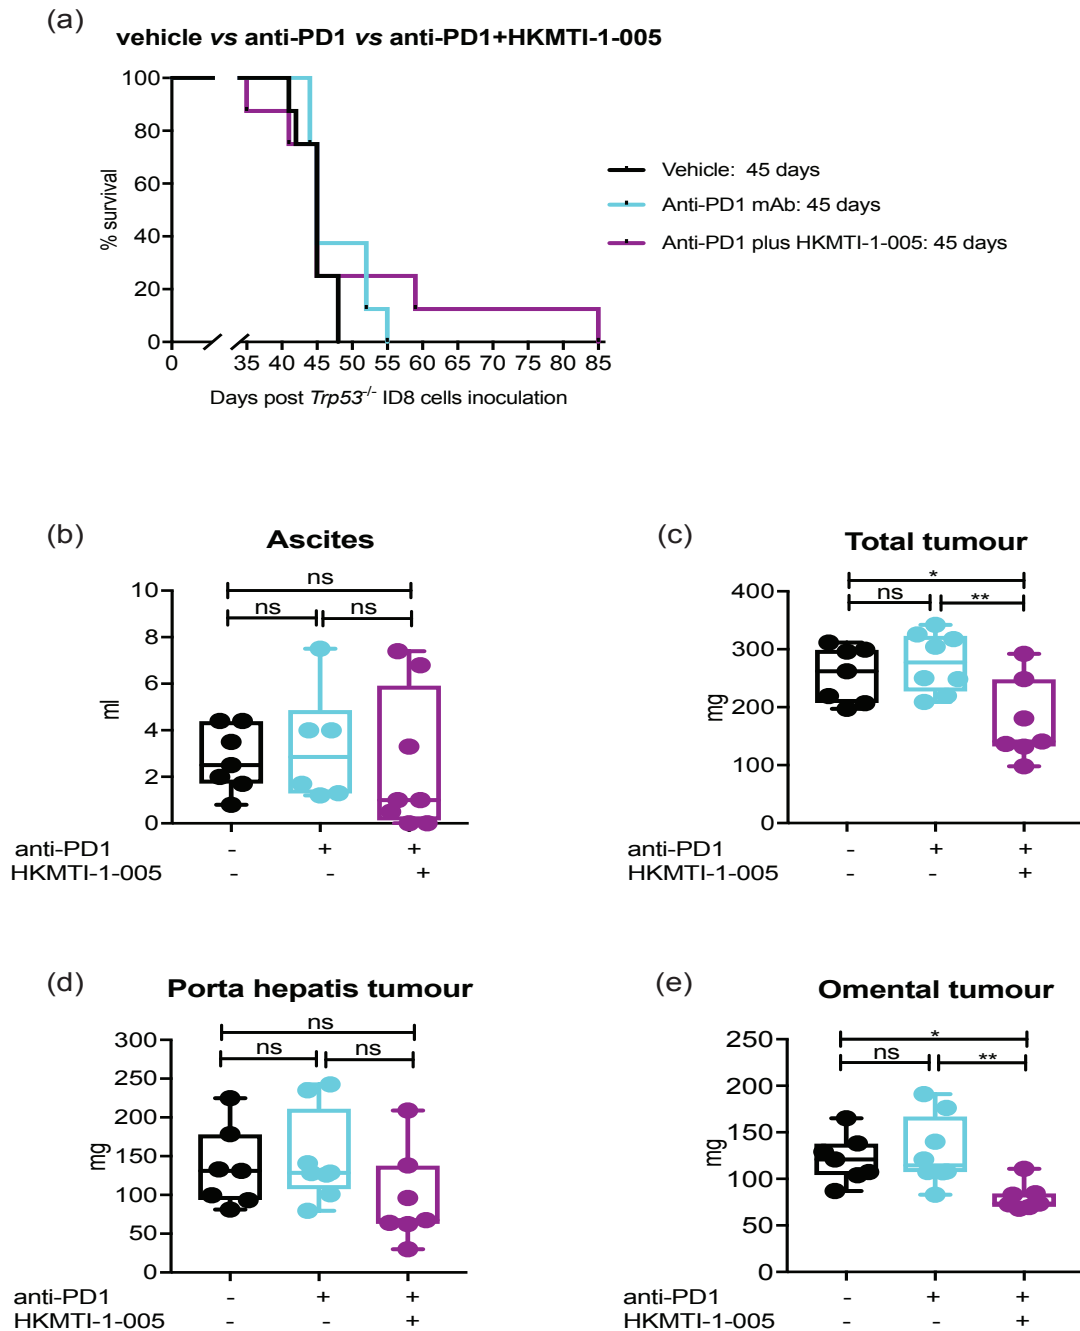 (a)
vehicle vs anti-PD1 vs anti-PD1+HKMTI-1-005
100
80
60
40
20
0
% survival
0 35 40 45 50 55 60 65 70 75 80 85
Days post Trp53-/- ID8 cells inoculation
Vehicle: 45 days
Anti-PD1 mAb: 45 days
Anti-PD1 plus HKMTI-1-005: 45 days
(b)
Ascites
ns
ns ns
10
8
6
4
2
0
ml
anti-PD1 - + +
HKMTI-1-005 - - +
(c)
Total tumour
*
ns **
400
300
200
100
0
mg
anti-PD1 - + +
HKMTI-1-005 - - +
(d)
Porta hepatis tumour
ns
ns ns
300
250
200
150
100
50
0
mg
anti-PD1 - + +
HKMTI-1-005 - - +
(e)
Omental tumour
*
ns **
250
200
150
100
50
0
mg
anti-PD1 - + +
HKMTI-1-005 - - +